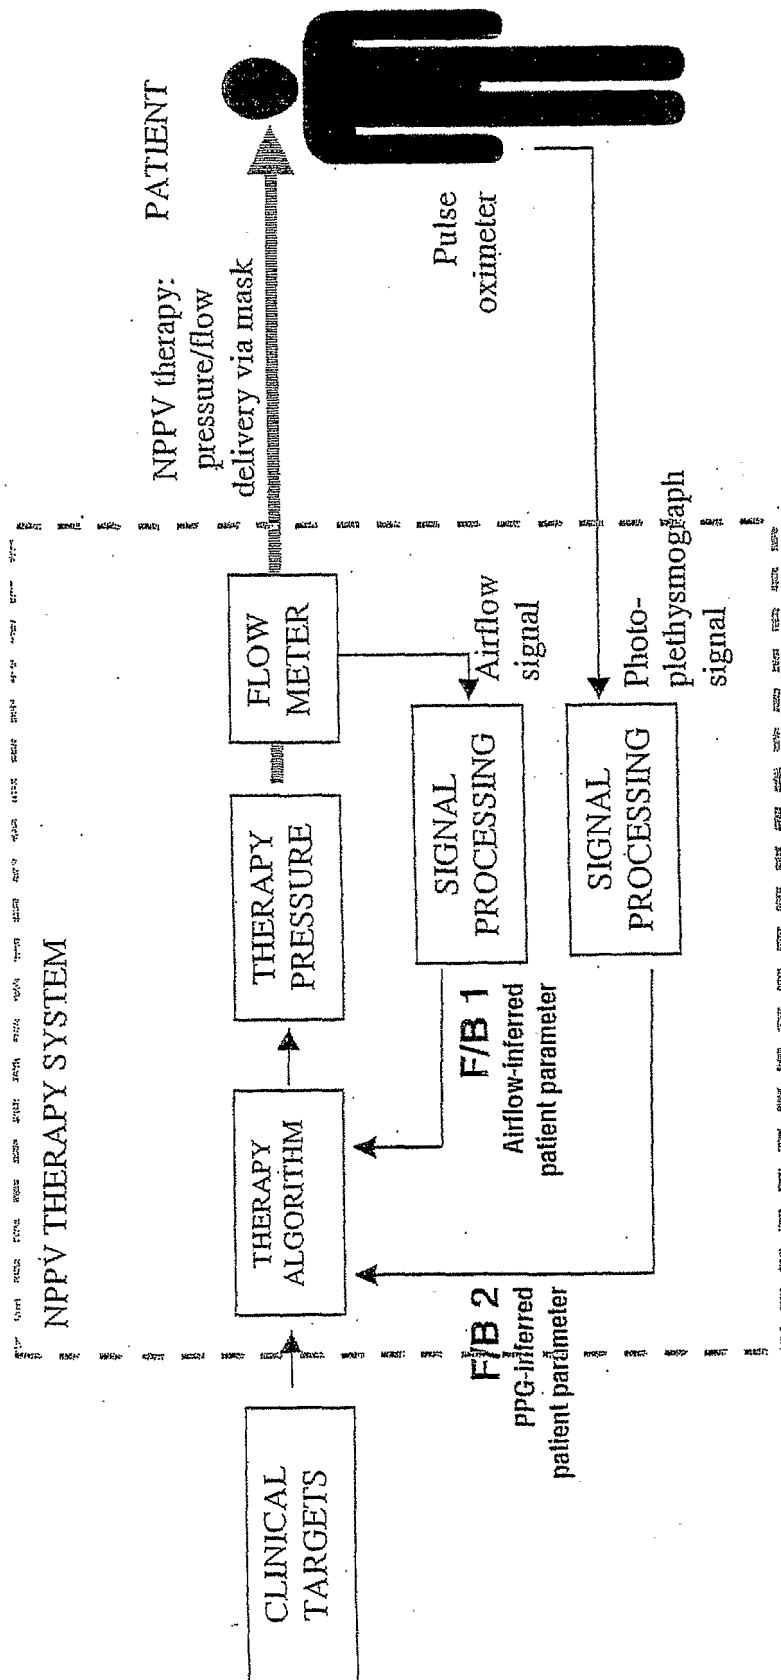 NPPV THERAPY SYSTEM
CLINICAL
TARGETS
THERAPY
ALGORITHM
THERAPY
PRESSURE
FLOW
METER
NPPV therapy:
pressure/flow
delivery via mask
PATIENT
Airflow
signal
SIGNAL
PROCESSING
F/B 1
Airflow-inferred
patient parameter
Pulse
oximeter
Photo-
plethysmograph
signal
SIGNAL
PROCESSING
F/B 2
PPG-inferred
patient parameter